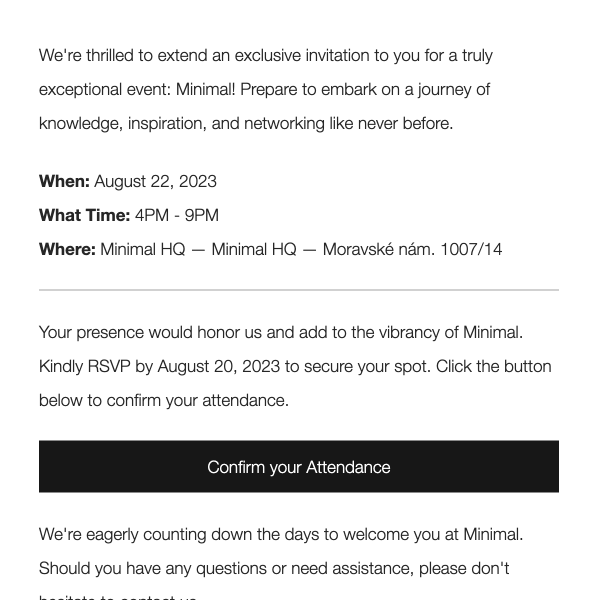 We're thrilled to extend an exclusive invitation to you for a truly
exceptional event: Minimal! Prepare to embark on a journey of
knowledge, inspiration, and networking like never before.
When: August 22, 2023
What Time: 4PM - 9PM
Where: Minimal HQ — Minimal HQ — Moravské nám. 1007/14
Your presence would honor us and add to the vibrancy of Minimal.
Kindly RSVP by August 20, 2023 to secure your spot. Click the button
below to confirm your attendance.
Confirm your Attendance
We're eagerly counting down the days to welcome you at Minimal.
Should you have any questions or need assistance, please don't
hesitate to contact us